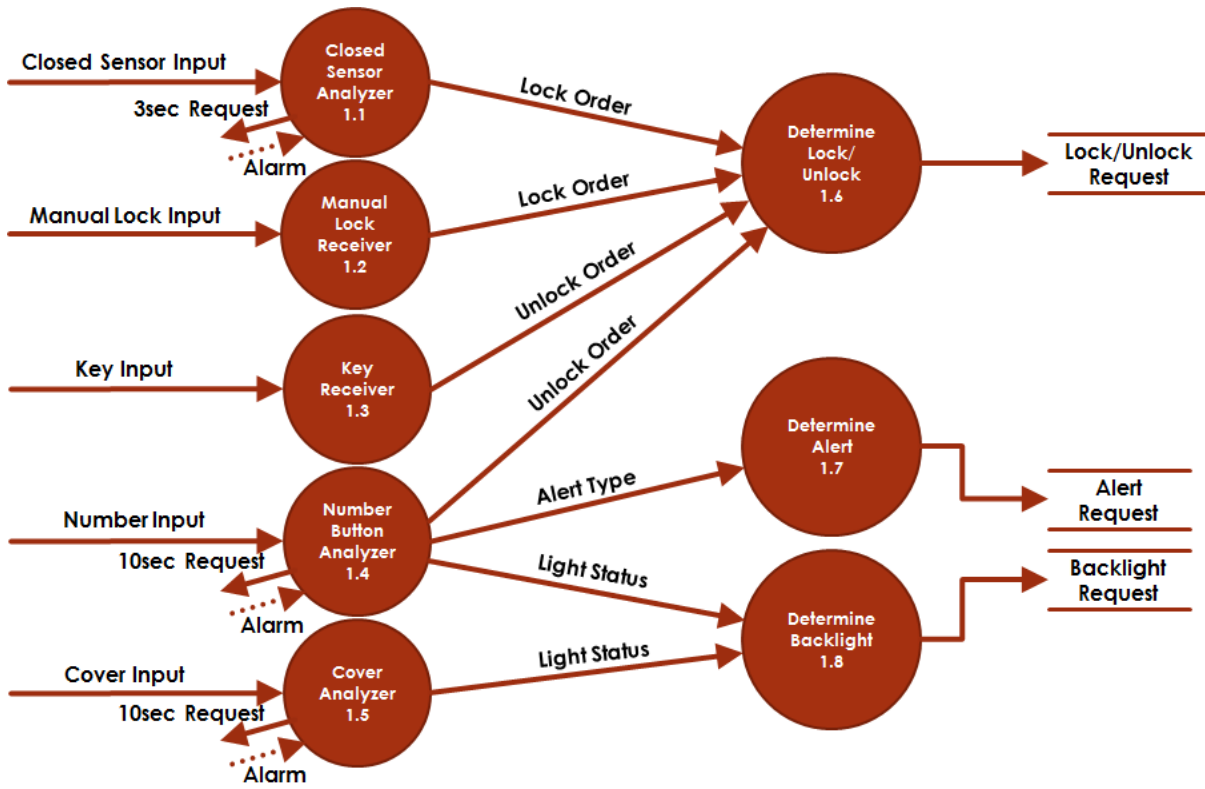 Closed Sensor Input
Closed
Sensor
Analyzer
1.1
3sec Request
Alarm
Lock Order
Manual Lock Input
Manual
Lock
Receiver
1.2
Lock Order
Key Input
Key
Receiver
1.3
Unlock Order
Number Input
Number
Button
Analyzer
1.4
10sec Request
Alarm
Unlock Order
Alert Type
Light Status
Cover Input
Cover
Analyzer
1.5
10sec Request
Alarm
Light Status
Determine
Lock/
Unlock
1.6
Lock/Unlock
Request
Determine
Alert
1.7
Alert
Request
Determine
Backlight
1.8
Backlight
Request